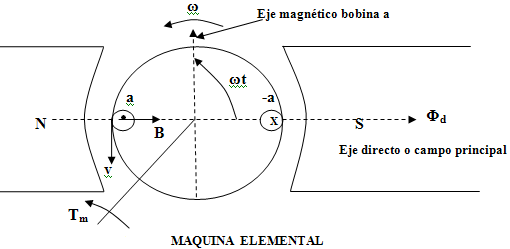 ω
Eje magnético bobina a
ωt
a
-a
N
B
x
S
Φd
v
Eje directo o campo principal
Tm
MAQUINA ELEMENTAL